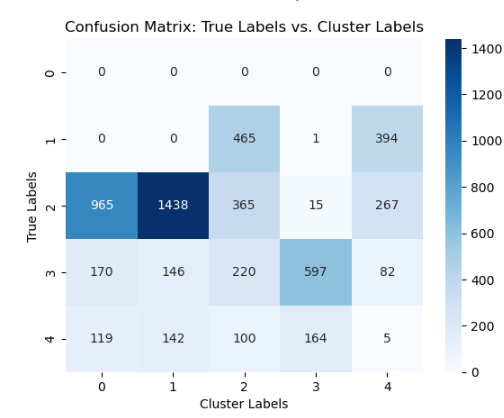 Confusion Matrix: True Labels vs. Cluster Labels
0 0 0 0 0 0
1 0 0 465 1 394
2 965 1438 365 15 267
3 170 146 220 597 82
4 119 142 100 164 5
0 1 2 3 4
Cluster Labels
True Labels
1400
1200
1000
800
600
400
200
0